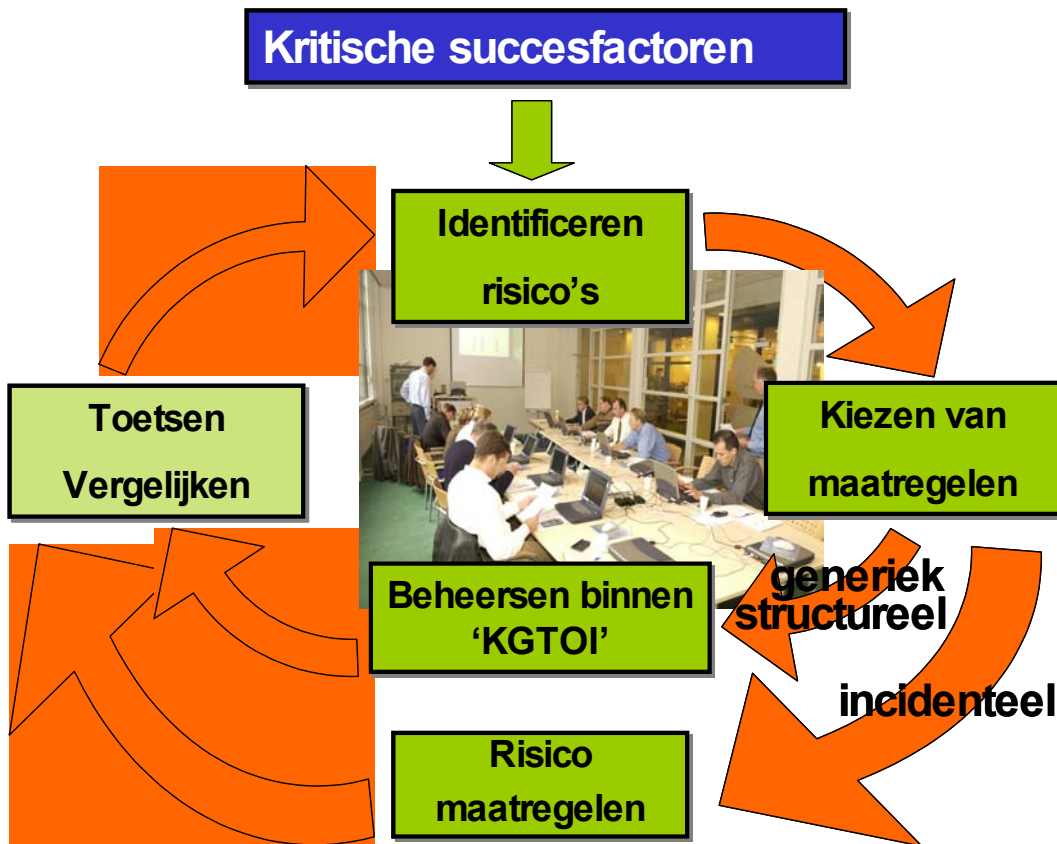 Kritische succesfactoren
Identificeren
risico's
Toetsen
Vergelijken
Kiezen van
maatregelen
generiek
structureel
Beheersen binnen
‘KGTOI’
incidenteel
Risico
maatregelen